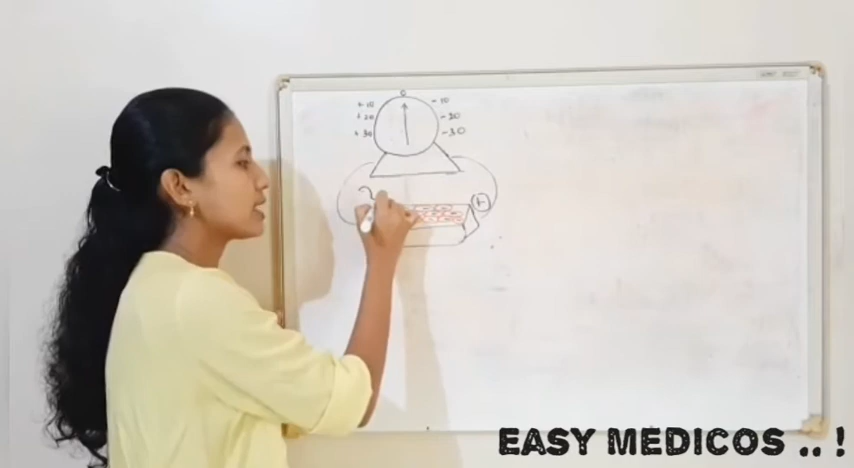 0
+ 10 - 10
+ 20 - 20
+ 30 - 30
+
EASY MEDICOS .. !